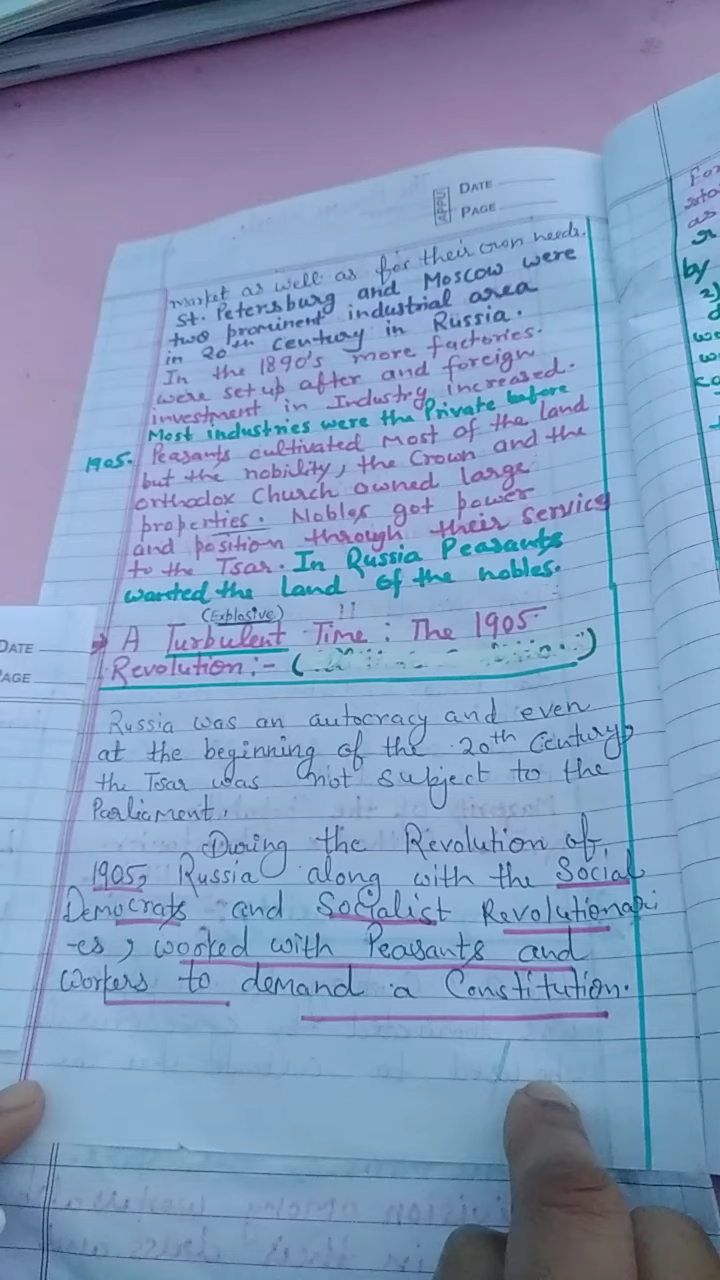 APPU
DATE
PAGE
market as well as for their own needs.
St. Petersburg and Moscow were
two prominent industrial area
in 20th century in Russia.
In the 1890's more factories.
were set up after and foreign
investment in Industry increased.
Most industries were the Private before
1905. Peasants cultivated most of the land
but the nobility, the Crown and the
orthodox Church owned large
properties. Nobles got power
and position through their service
to the Tsar. In Russia Peasants
wanted the land of the nobles.
(Explosive) !!
→ A Turbulent Time: The 1905
Revolution:- (
)
Russia was an autocracy and even
at the beginning of the 20th Century,
the Tsar was not subject to the
Parliament.
During the Revolution of
1905, Russia along with the Social
Democrats and Socialist Revolutionari
-es, worked with Peasants and
workers to demand a Constitution.
DATE
PAGE
For
as
by
2)
we